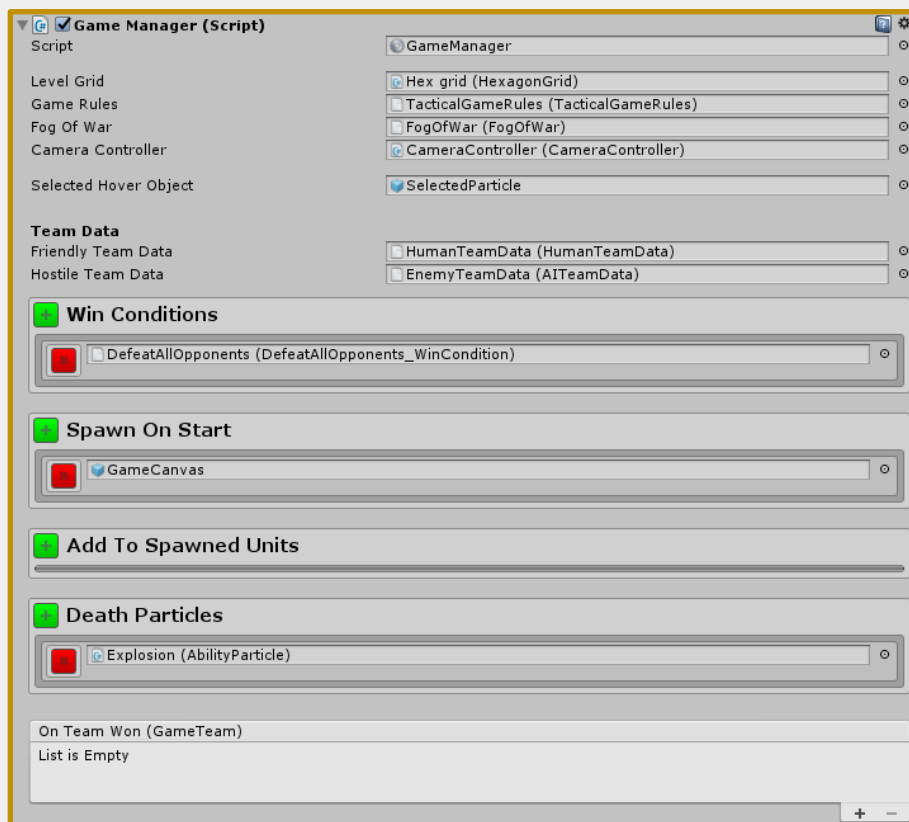 Game Manager (Script)
Script GameManager
Level Grid Hex grid (HexagonGrid)
Game Rules TacticalGameRules (TacticalGameRules)
Fog Of War FogOfWar (FogOfWar)
Camera Controller CameraController (CameraController)
Selected Hover Object SelectedParticle
Team Data
Friendly Team Data HumanTeamData (HumanTeamData)
Hostile Team Data EnemyTeamData (AITeamData)
+ Win Conditions
DefeatAllOpponents (DefeatAllOpponents_WinCondition)
+ Spawn On Start
GameCanvas
+ Add To Spawned Units
+ Death Particles
Explosion (AbilityParticle)
On Team Won (GameTeam)
List is Empty
+ −